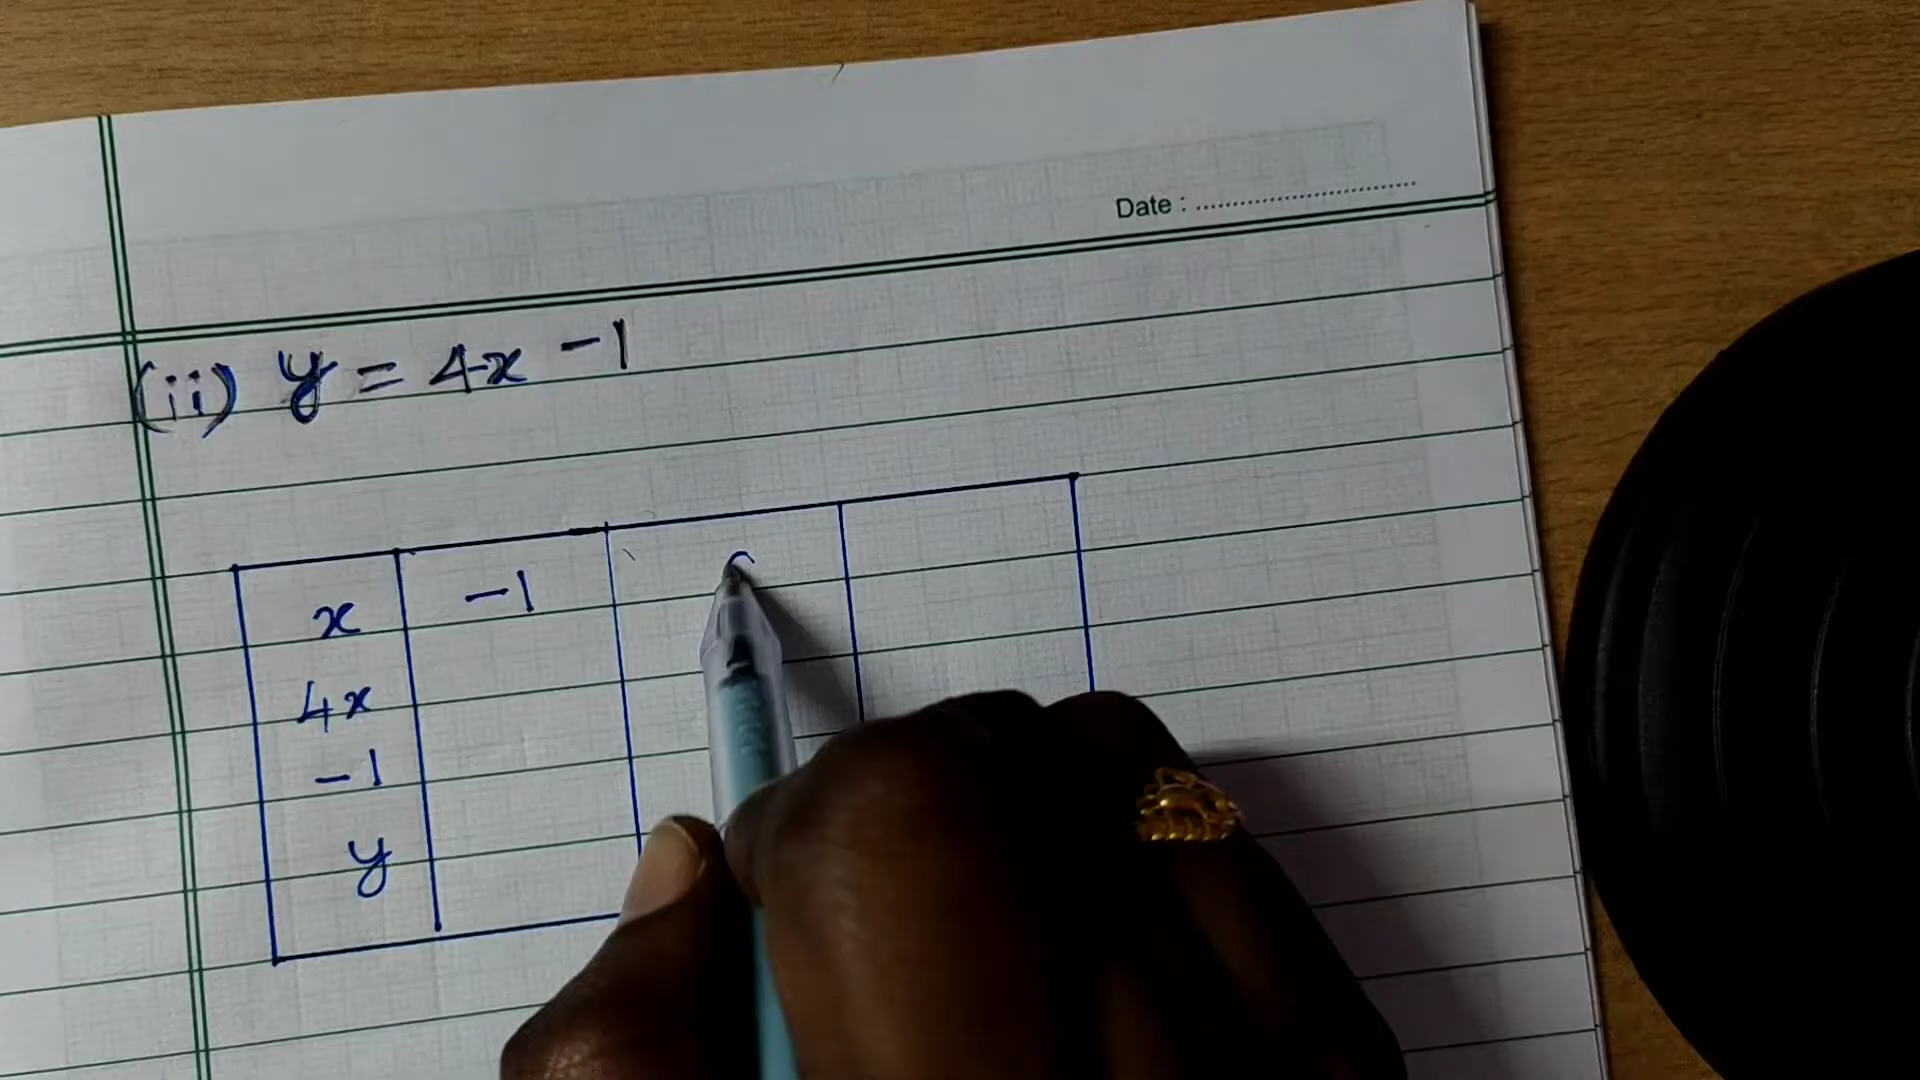 Date : ........................
(ii) y = 4x - 1
x -1
4x
-1
y